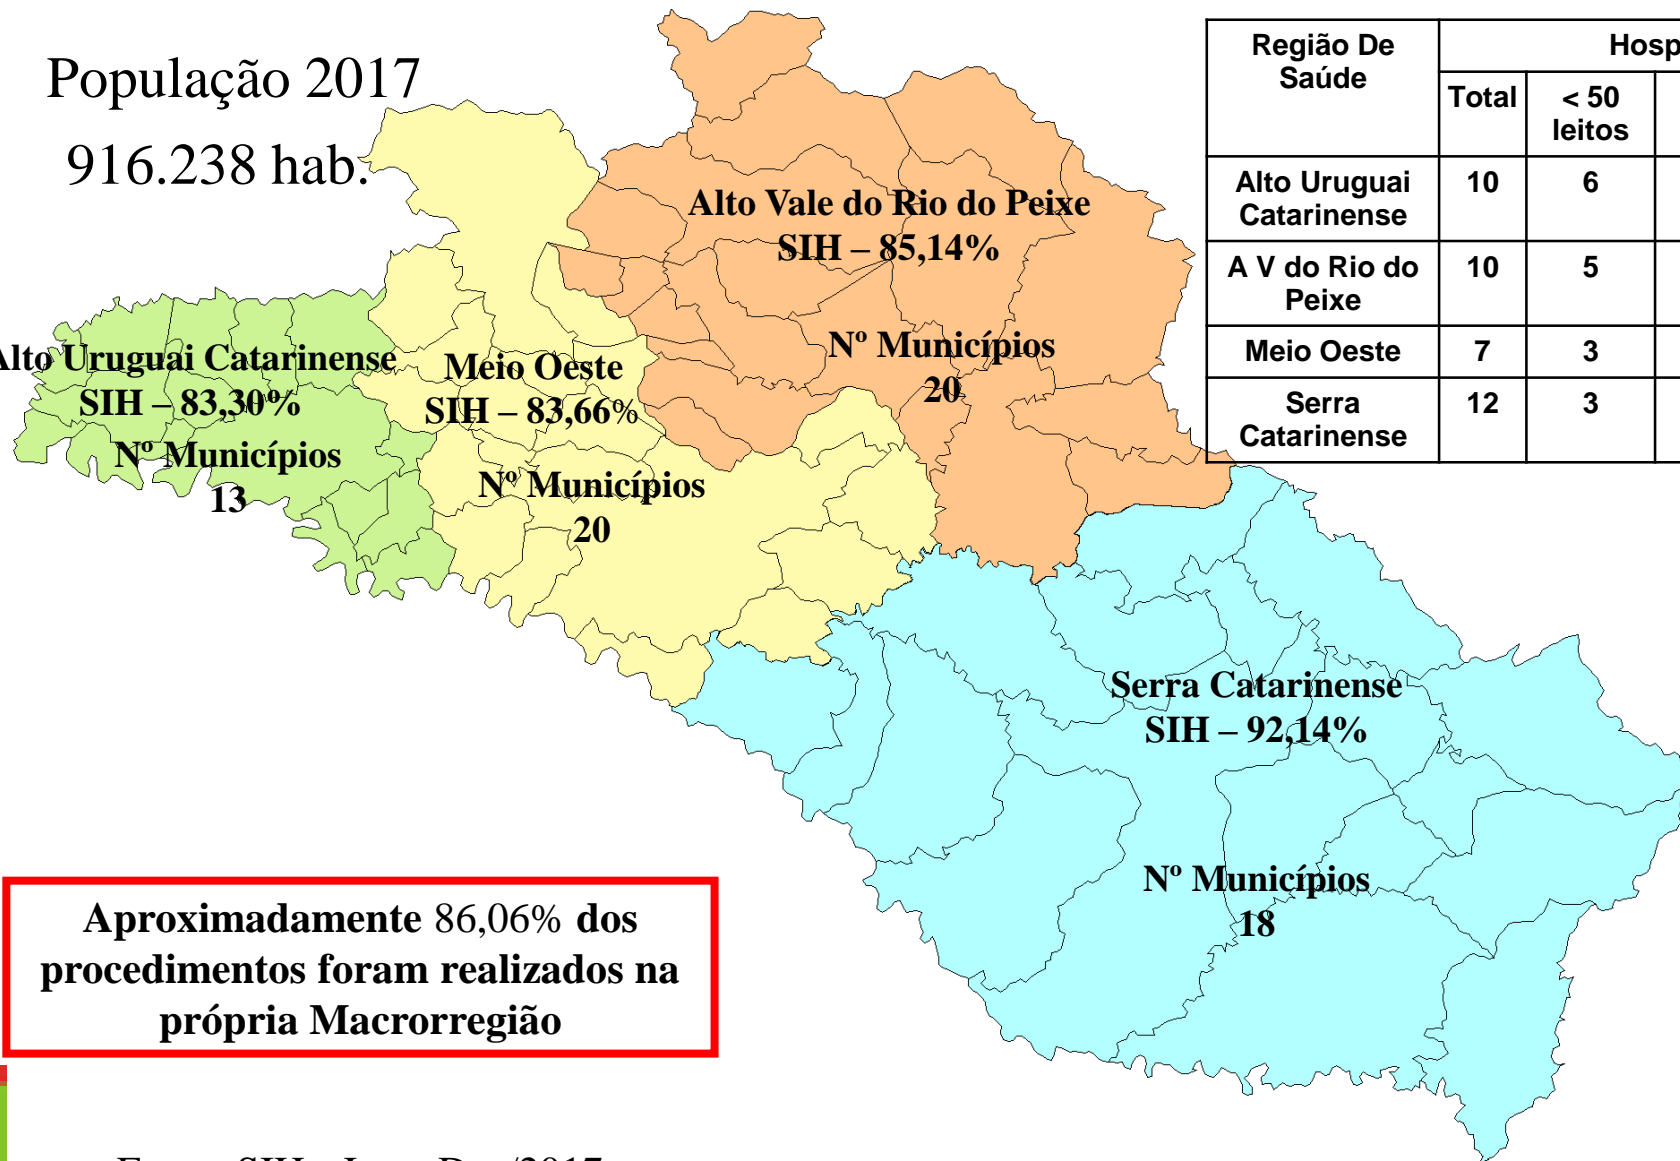 População 2017
916.238 hab.
Região De
Saúde
Total
< 50
leitos
Alto Uruguai
Catarinense
10
6
A V do Rio do
Peixe
10
5
Meio Oeste
7
3
Serra
Catarinense
12
3
Alto Vale do Rio do Peixe
SIH – 85,14%
Nº Municípios
20
Alto Uruguai Catarinense
SIH – 83,30%
Nº Municípios
13
Meio Oeste
SIH – 83,66%
Nº Municípios
20
Serra Catarinense
SIH – 92,14%
Nº Municípios
18
Aproximadamente 86,06% dos
procedimentos foram realizados na
própria Macrorregião